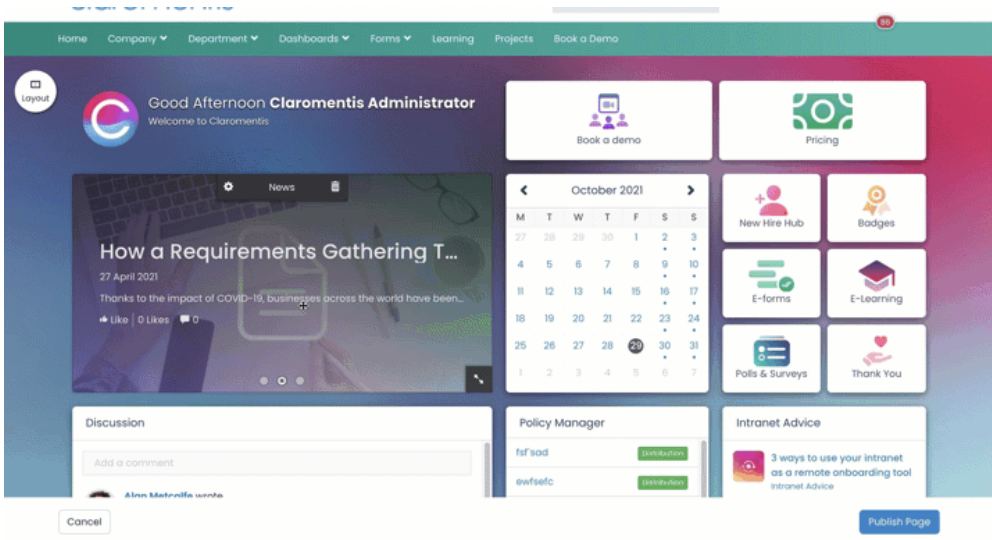 86
Home Company Department Dashboards Forms Learning Projects Book a Demo
Layout
Good Afternoon Claromentis Administrator
Welcome to Claromentis
Book a demo
Pricing
News
How a Requirements Gathering T...
27 April 2021
Thanks to the impact of COVID-19, businesses across the world have been...
Like 0 Likes 0
October 2021
M T W T F S S
27 28 29 30 1 2 3
4 5 6 7 8 9 10
11 12 13 14 15 16 17
18 19 20 21 22 23 24
25 26 27 28 29 30 31
1 2 3 4 5 6 7
New Hire Hub
Badges
E-forms
E-Learning
Polls & Surveys
Thank You
Discussion
Add a comment
Alan Metcalfe wrote
Policy Manager
fsf'sad Distribution
ewfsefc Distribution
Intranet Advice
3 ways to use your intranet
as a remote onboarding tool
Intranet Advice
Cancel
Publish Page